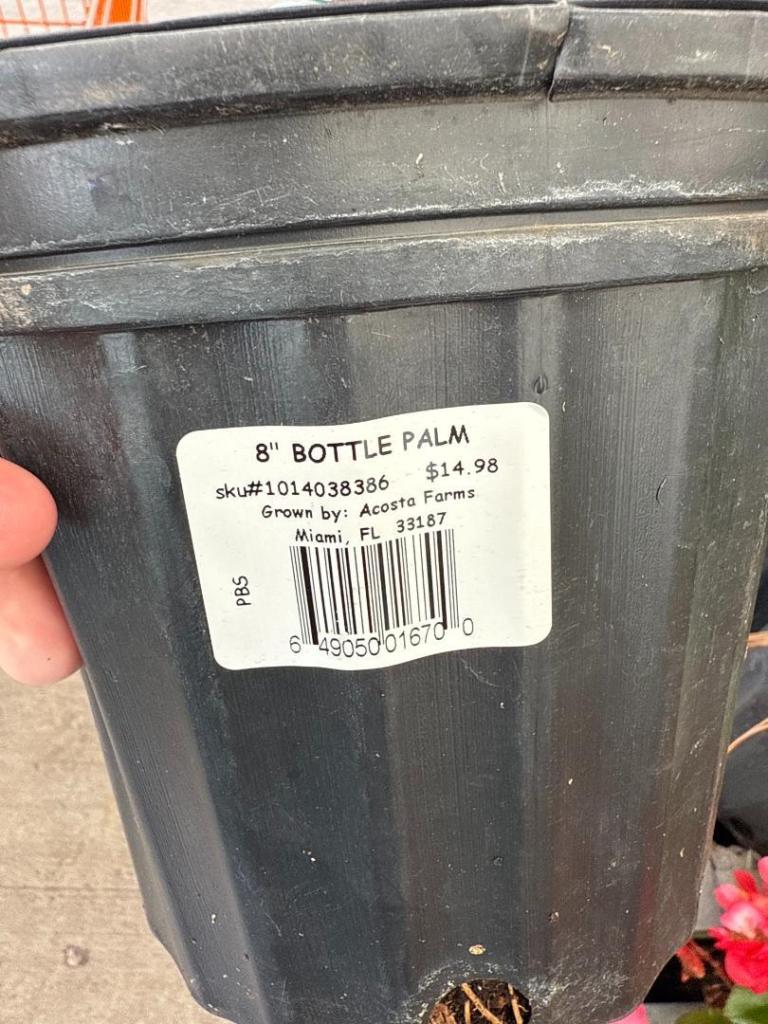 8" BOTTLE PALM
sku#1014038386 $14.98
Grown by: Acosta Farms
Miami, FL 33187
PBS
6 49050 01670 0